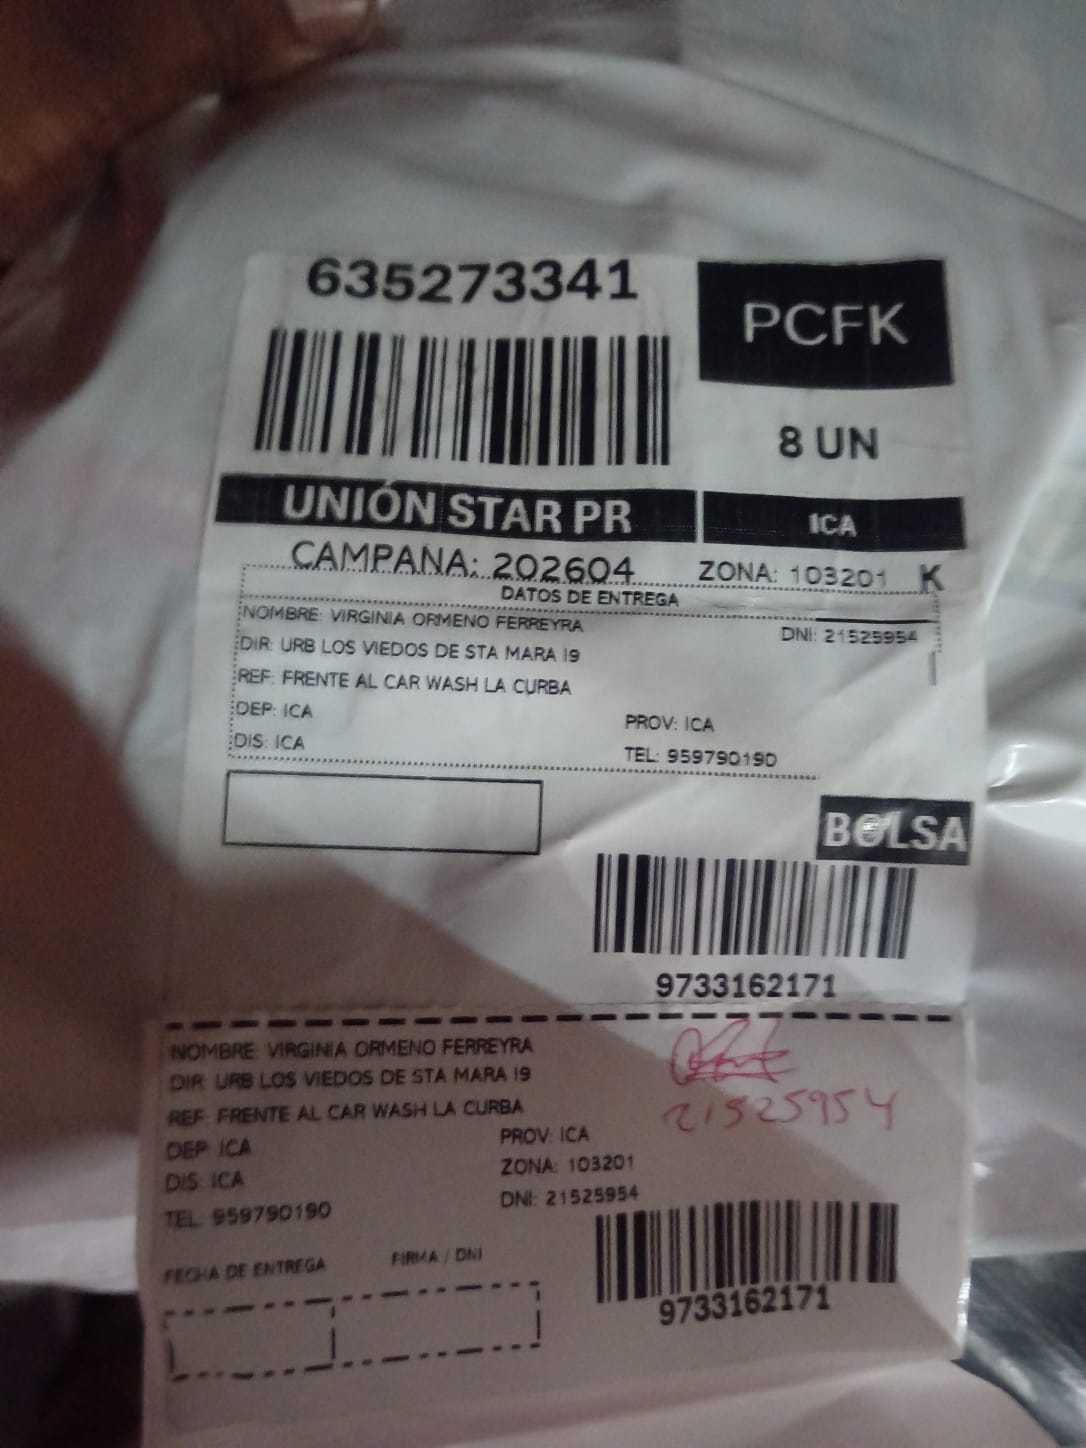 635273341
PCFK
8 UN
UNIÓN STAR PR
ICA
CAMPAÑA: 202604
ZONA: 103201 K
DATOS DE ENTREGA
NOMBRE: VIRGINIA ORMENO FERREYRA
DNI: 21525954
DIR: URB LOS VIEDOS DE STA MARA I9
REF: FRENTE AL CAR WASH LA CURBA
DEP: ICA
PROV: ICA
DIS: ICA
TEL: 959790190
BOLSA
9733162171
NOMBRE: VIRGINIA ORMENO FERREYRA
DIR: URB LOS VIEDOS DE STA MARA I9
REF: FRENTE AL CAR WASH LA CURBA
21525954
DEP: ICA
PROV: ICA
DIS: ICA
ZONA: 103201
TEL: 959790190
DNI: 21525954
FECHA DE ENTREGA
FIRMA / DNI
9733162171